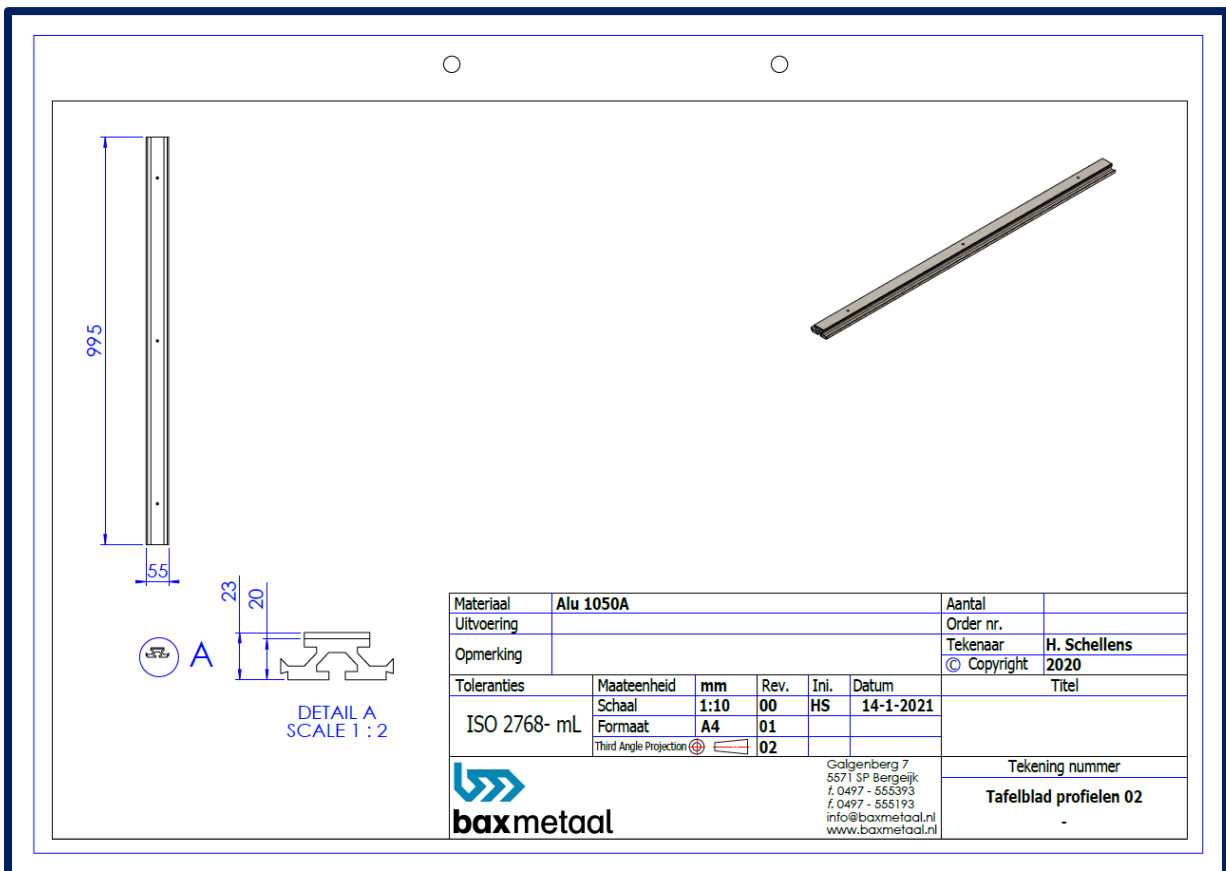 995
55
23
20
A
DETAIL A
SCALE 1 : 2
Materiaal Alu 1050A Aantal
Uitvoering Order nr.
Opmerking Tekenaar H. Schellens
© Copyright 2020
Toleranties Maateenheid mm Rev. Ini. Datum Titel
ISO 2768- mL Schaal 1:10 00 HS 14-1-2021
Formaat A4 01
Third Angle Projection 02
baxmetaal
Galgenberg 7
5571 SP Bergeijk
t. 0497 - 555393
f. 0497 - 555193
info@baxmetaal.nl
www.baxmetaal.nl
Tekening nummer
Tafelblad profielen 02
-